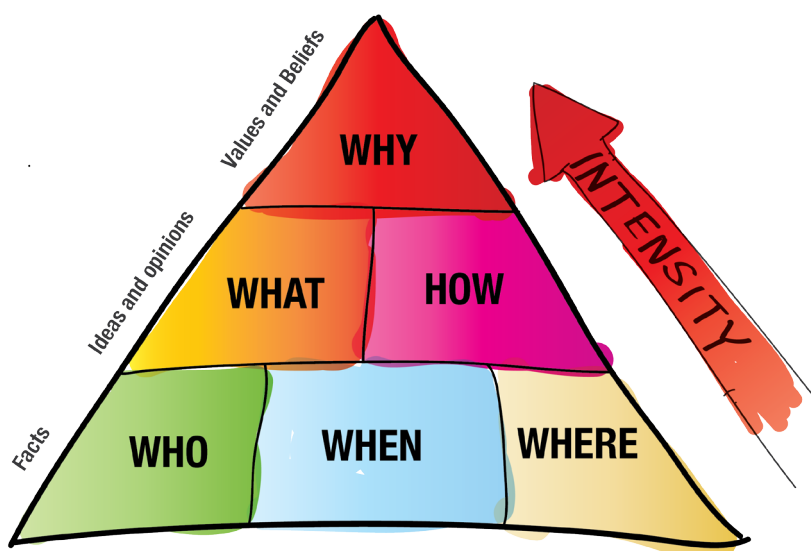 Values and Beliefs
WHY
INTENSITY
Ideas and opinions
WHAT
HOW
Facts
WHO
WHEN
WHERE